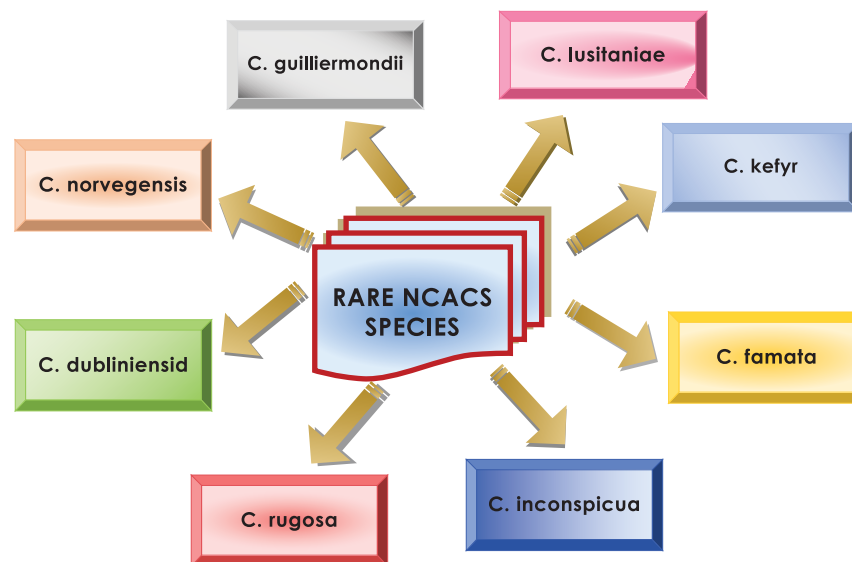 C. guilliermondii
C. lusitaniae
C. norvegensis
C. kefyr
RARE NCACS
SPECIES
C. dubliniensid
C. famata
C. rugosa
C. inconspicua